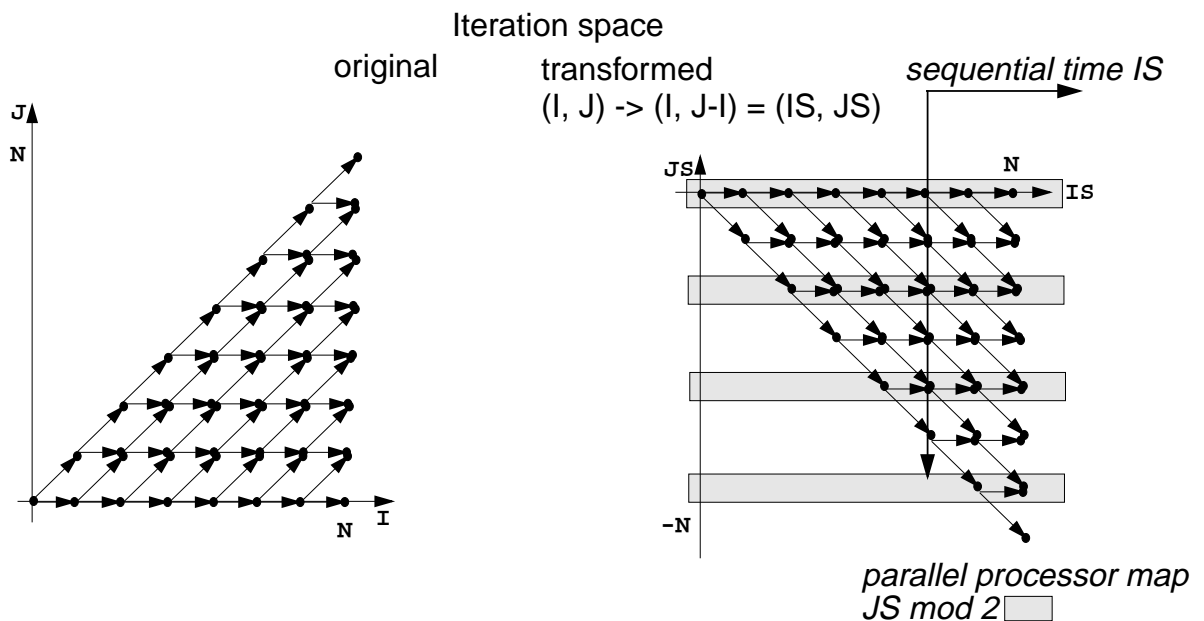 Iteration space
original
transformed
(I, J) -> (I, J-I) = (IS, JS)
sequential time IS
J
N
N
I
JS
N
IS
-N
parallel processor map
JS mod 2